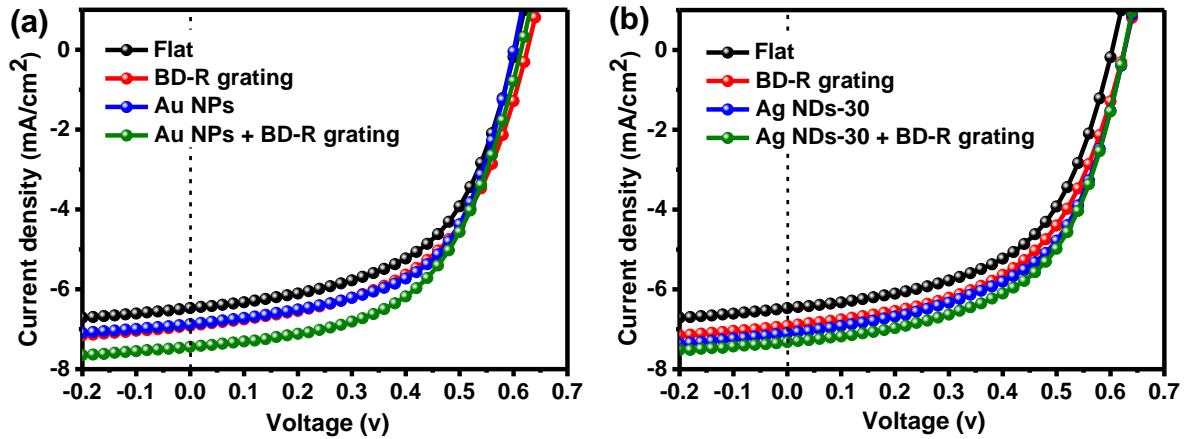 (a)
Flat
BD-R grating
Au NPs
Au NPs + BD-R grating
Current density (mA/cm²)
0
-2
-4
-6
-8
-0.2 -0.1 0.0 0.1 0.2 0.3 0.4 0.5 0.6 0.7
Voltage (v)
(b)
Flat
BD-R grating
Ag NDs-30
Ag NDs-30 + BD-R grating
Current density (mA/cm²)
0
-2
-4
-6
-8
-0.2 -0.1 0.0 0.1 0.2 0.3 0.4 0.5 0.6 0.7
Voltage (v)